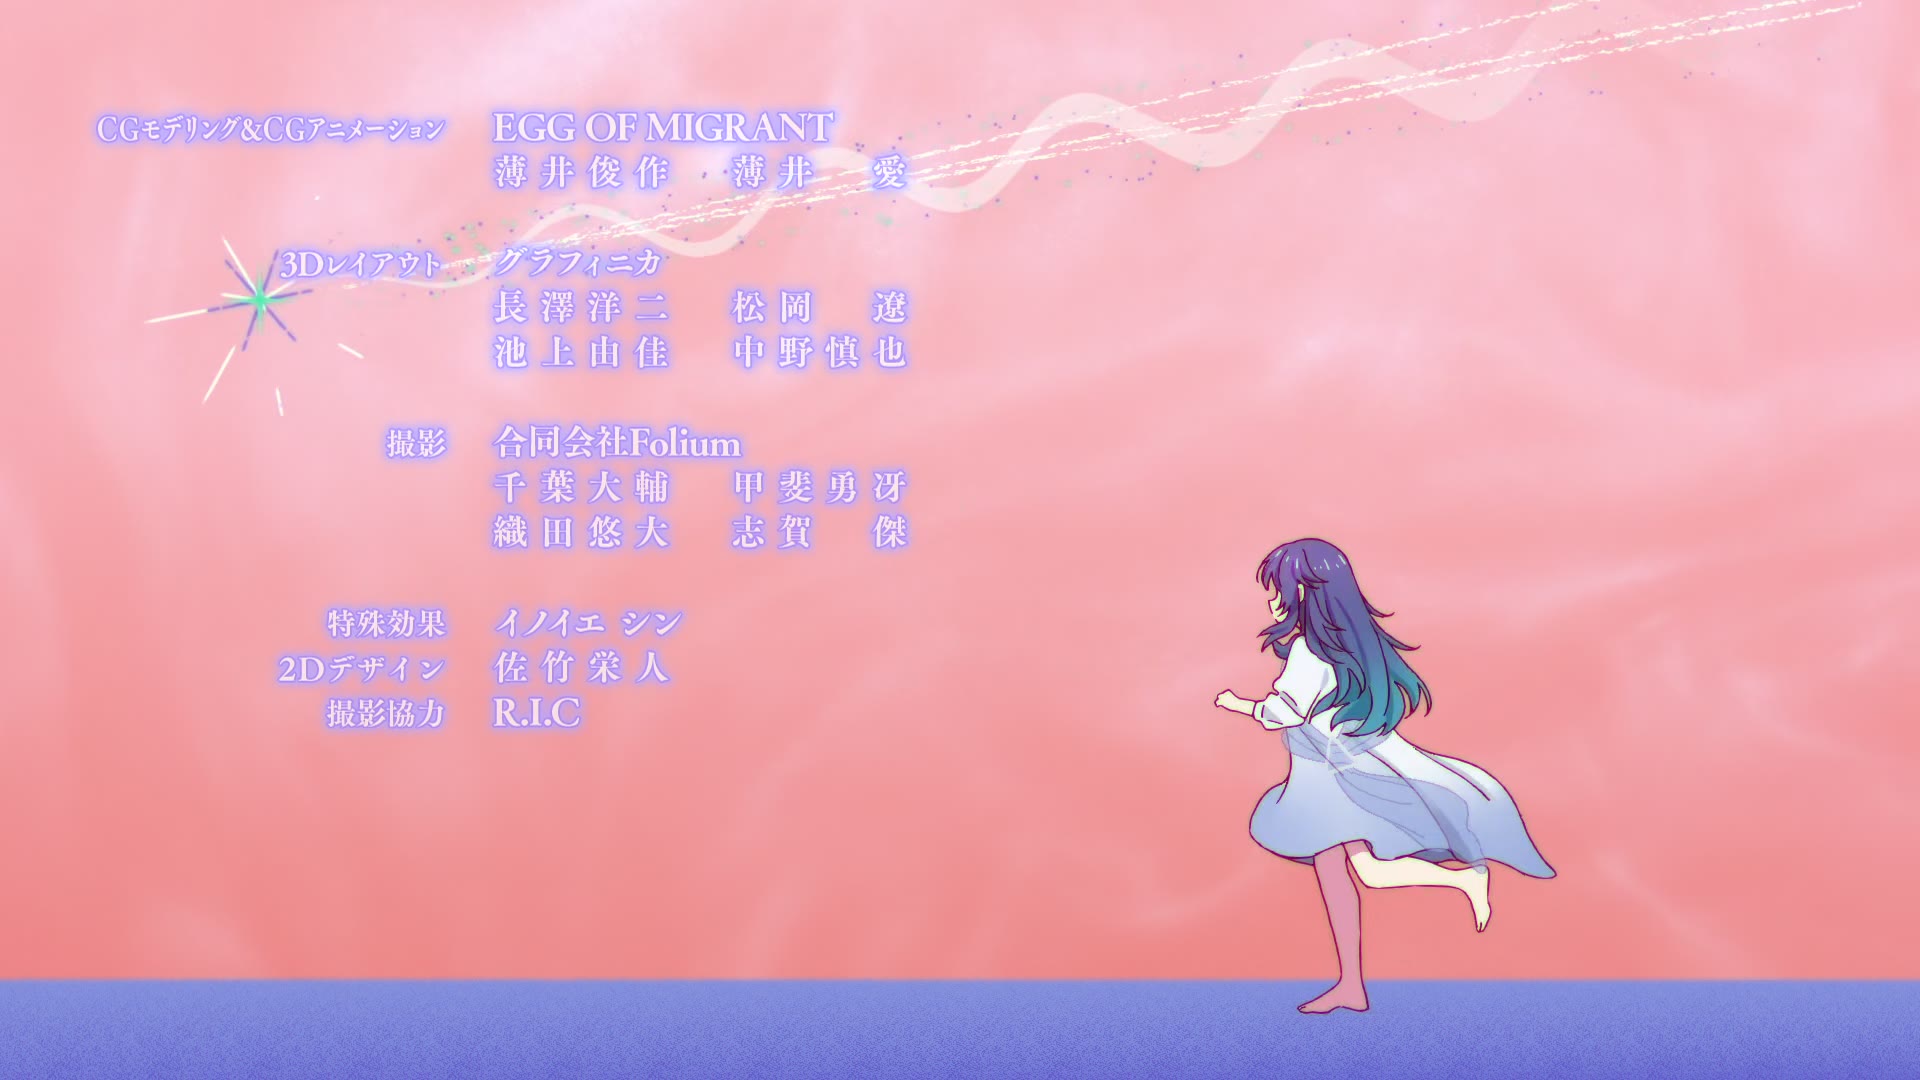 CGモデリング&CGアニメーション EGG OF MIGRANT
薄井俊作 薄井 愛
3Dレイアウト グラフィニカ
長澤洋二 松岡 遼
池上由佳 中野慎也
撮影 合同会社Folium
千葉大輔 甲斐勇冴
織田悠大 志賀 傑
特殊効果 イノイエ シン
2Dデザイン 佐竹栄人
撮影協力 R.I.C